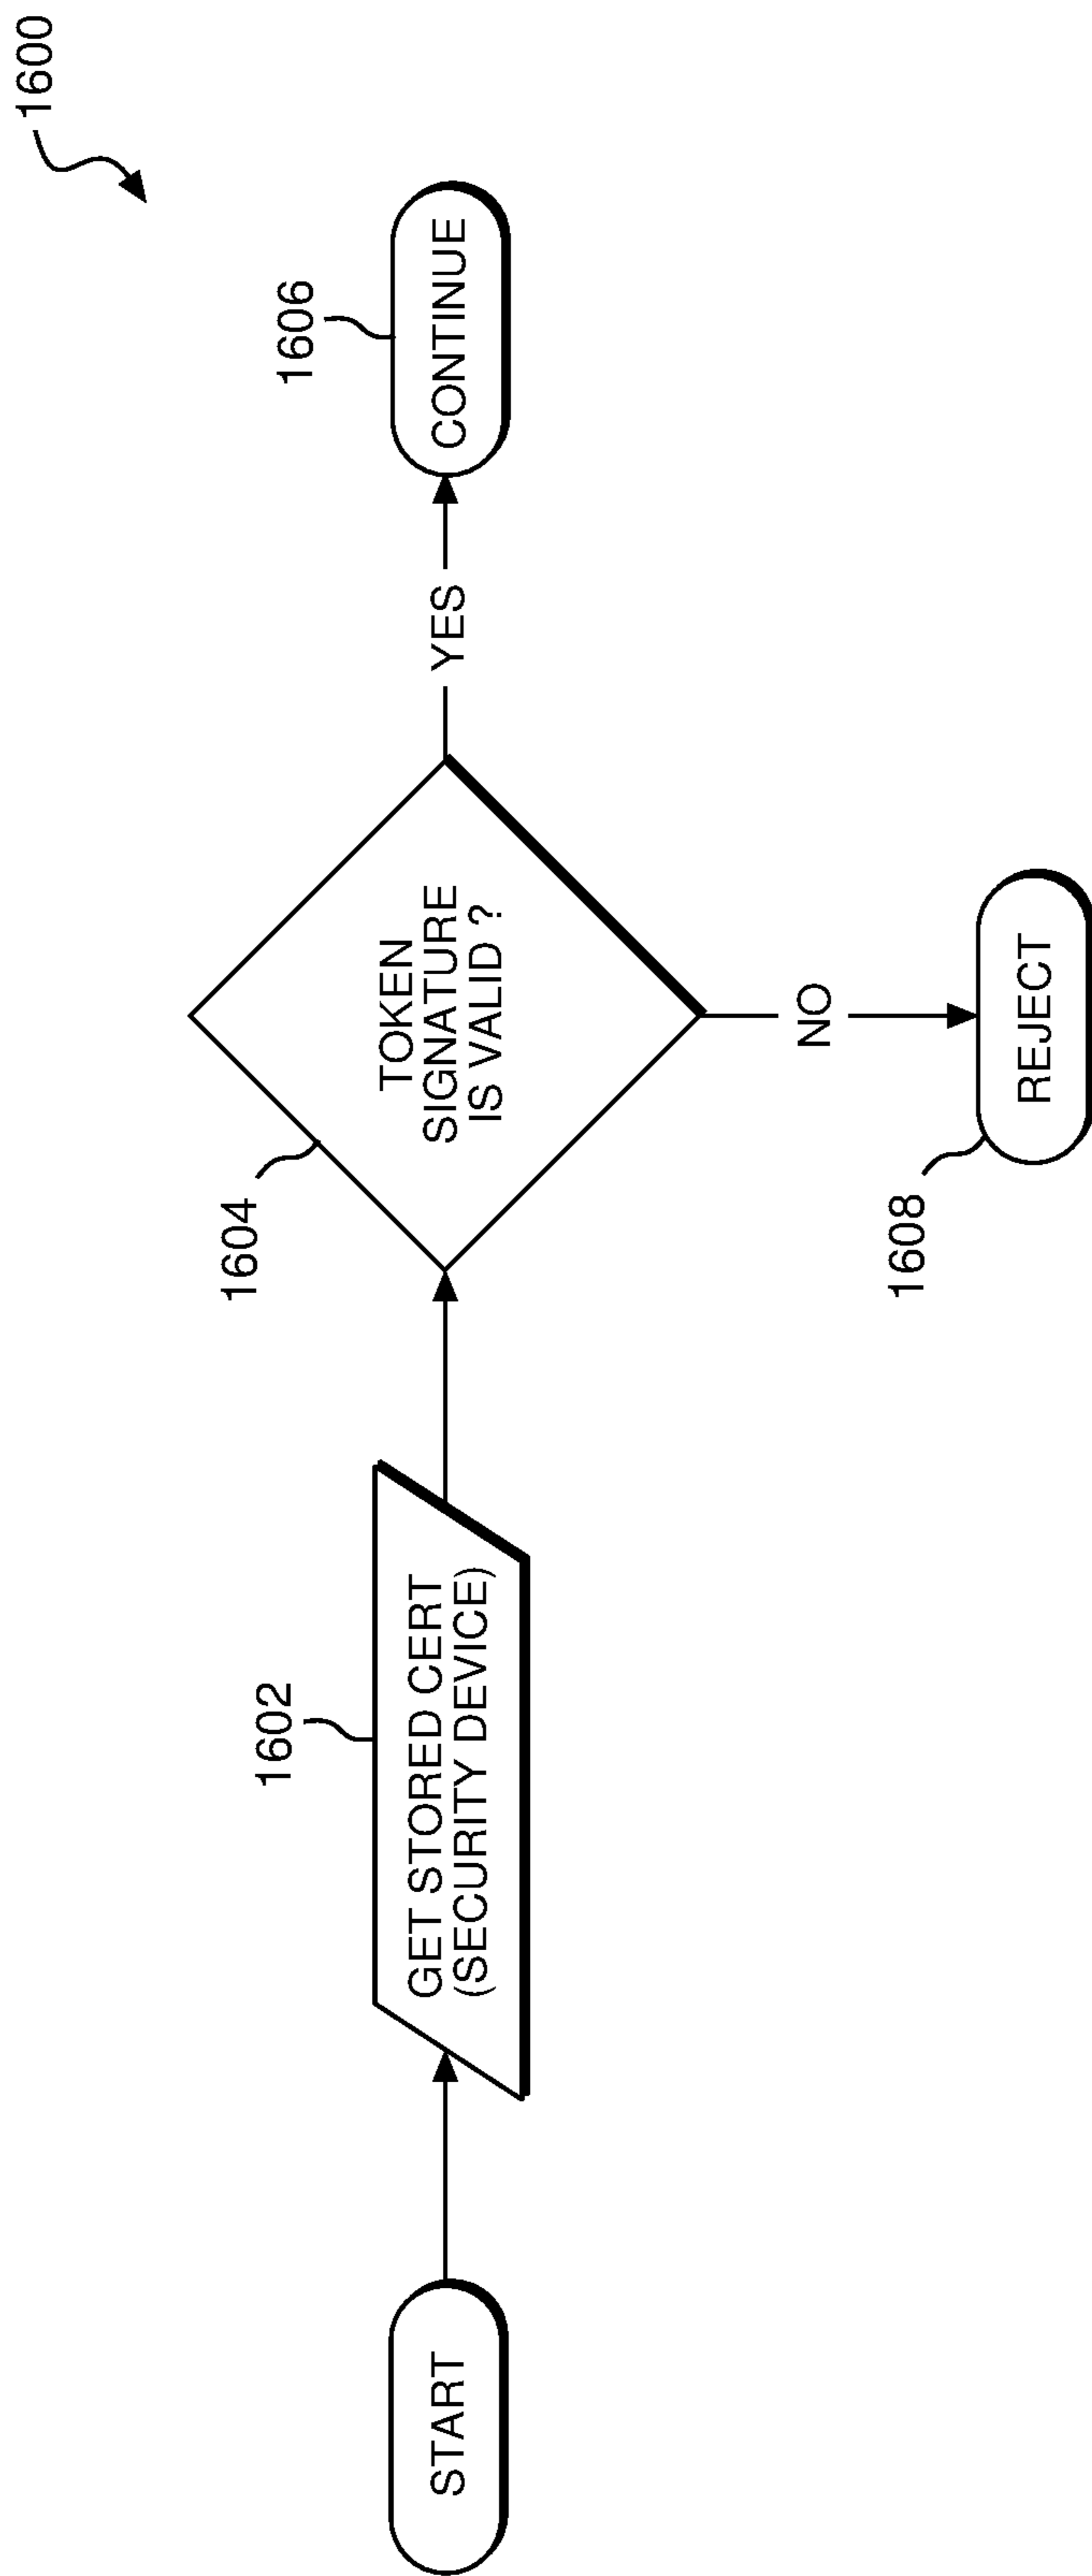 1600
START
1602
GET STORED CERT
(SECURITY DEVICE)
1604
TOKEN
SIGNATURE
IS VALID ?
YES
1606
CONTINUE
NO
1608
REJECT